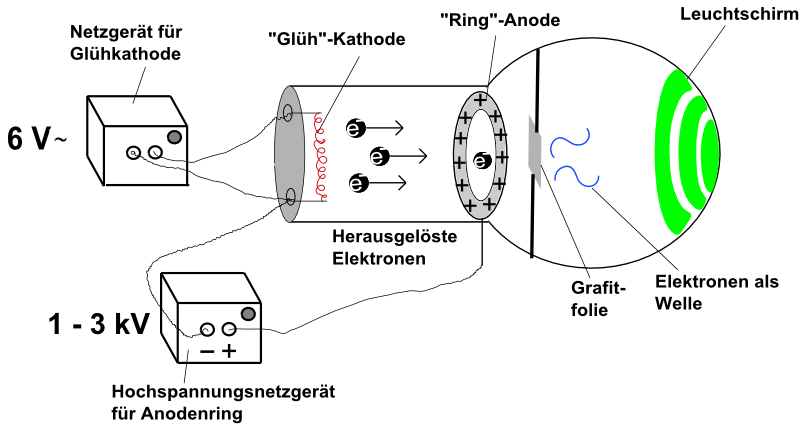 Netzgerät für
Glühkathode
"Glüh"-Kathode
"Ring"-Anode
Leuchtschirm
6 V~
e
e
e
e
+
+
+
+
+
+
+
+
+
+
+
+
Herausgelöste
Elektronen
Grafit-
folie
Elektronen als
Welle
1 - 3 kV
− +
Hochspannungsnetzgerät
für Anodenring